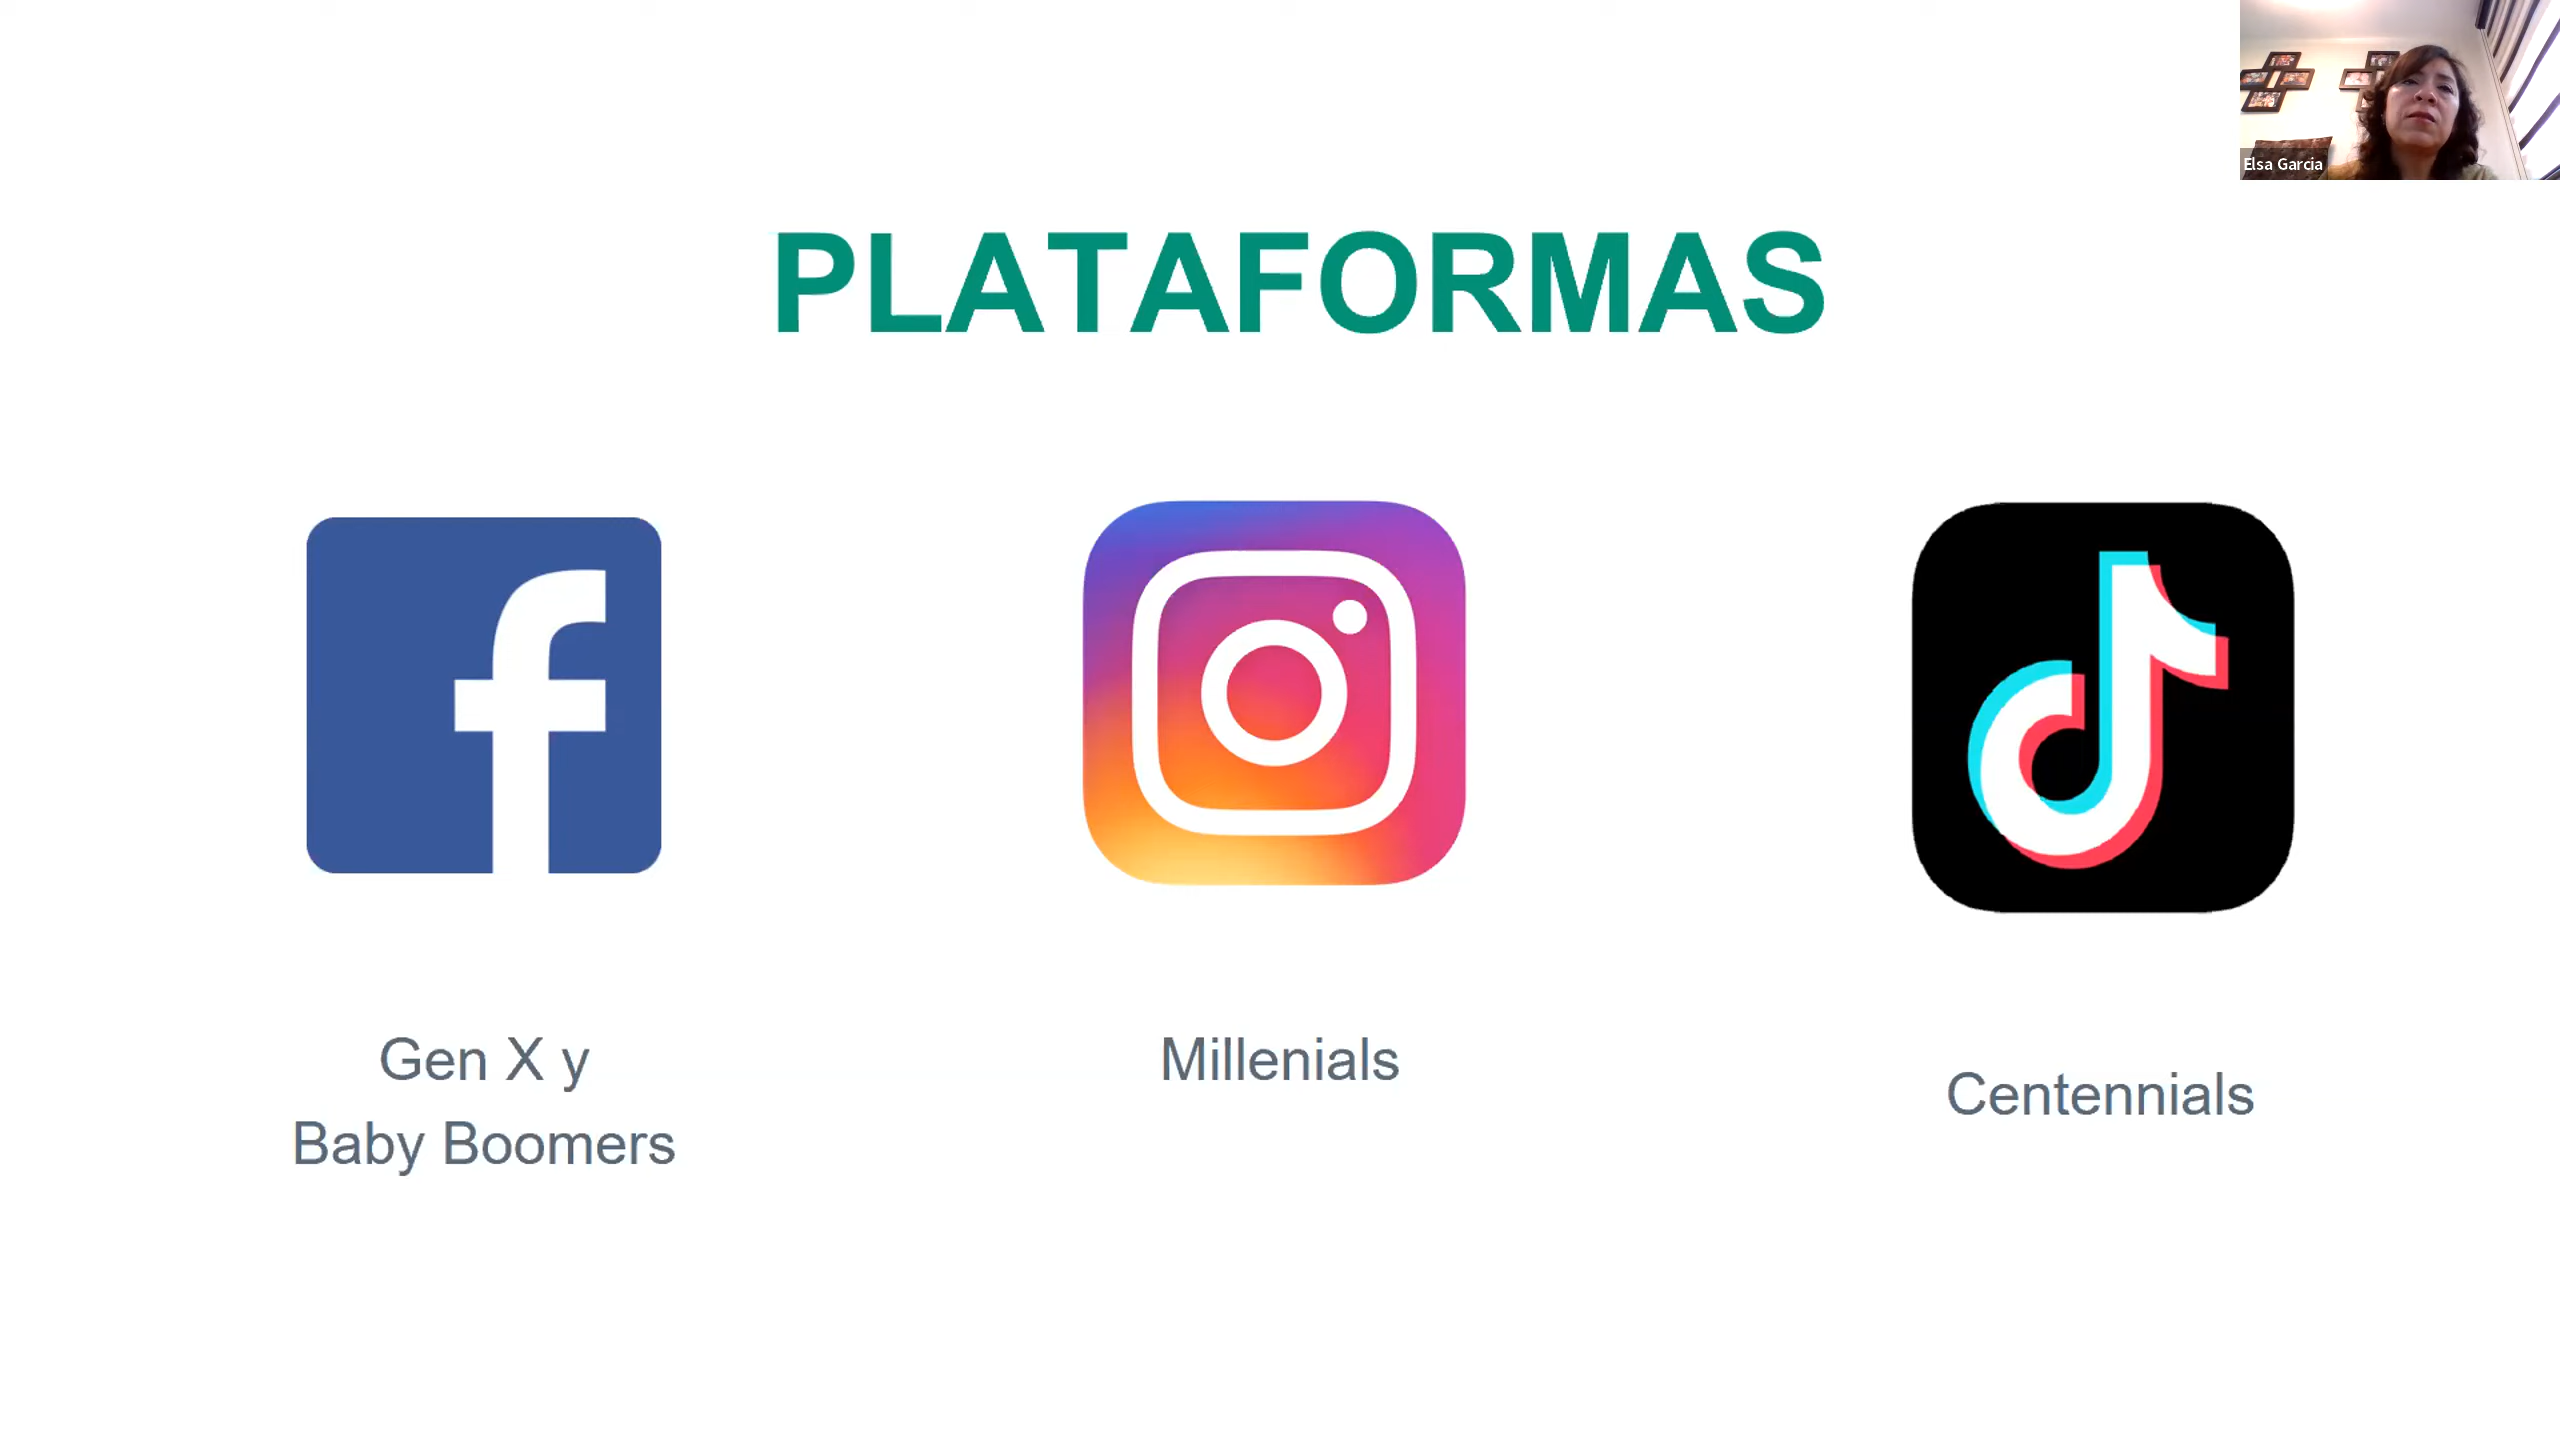 Elsa Garcia
PLATAFORMAS
Gen X y
Baby Boomers
Millenials
Centennials